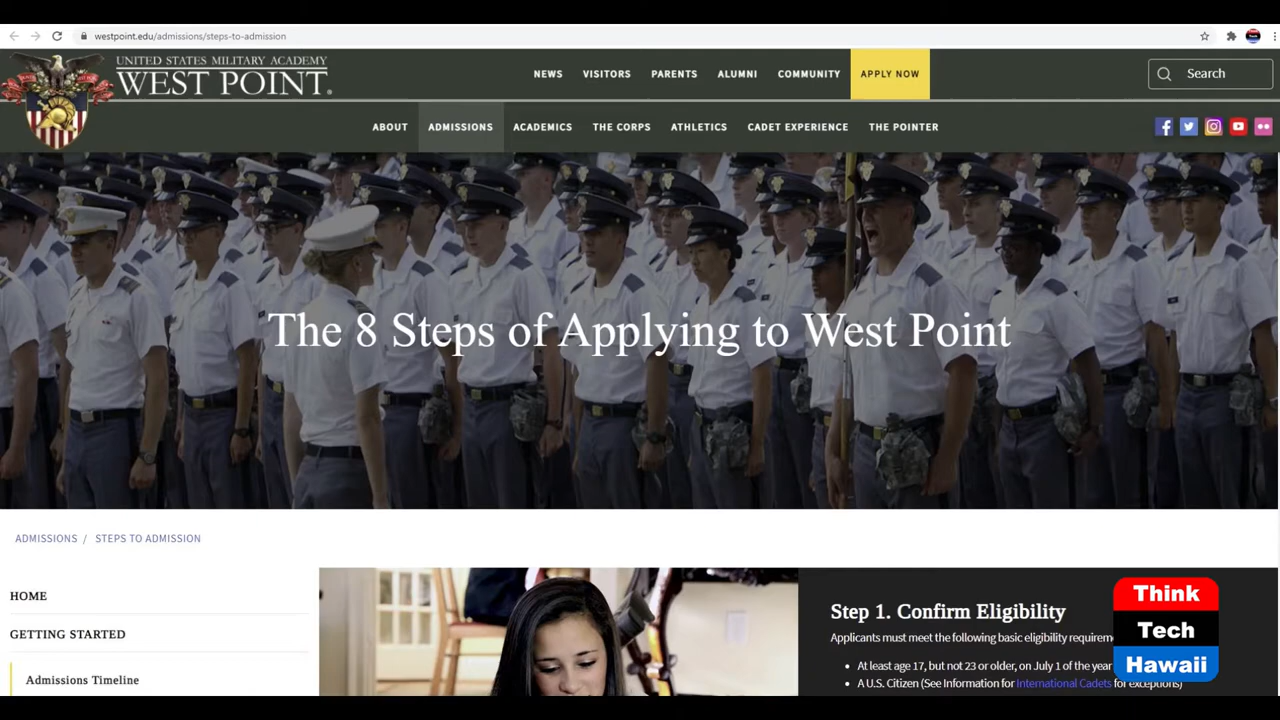 westpoint.edu/admissions/steps-to-admission
UNITED STATES MILITARY ACADEMY
WEST POINT.
NEWS VISITORS PARENTS ALUMNI COMMUNITY APPLY NOW
Search
ABOUT ADMISSIONS ACADEMICS THE CORPS ATHLETICS CADET EXPERIENCE THE POINTER
The 8 Steps of Applying to West Point
ADMISSIONS / STEPS TO ADMISSION
HOME
GETTING STARTED
Admissions Timeline
Step 1. Confirm Eligibility
Applicants must meet the following basic eligibility
At least age 17, but not 23 or older, on July 1 of the year
A U.S. Citizen (See Information for International Cadets for exceptions)
Think
Tech
Hawaii